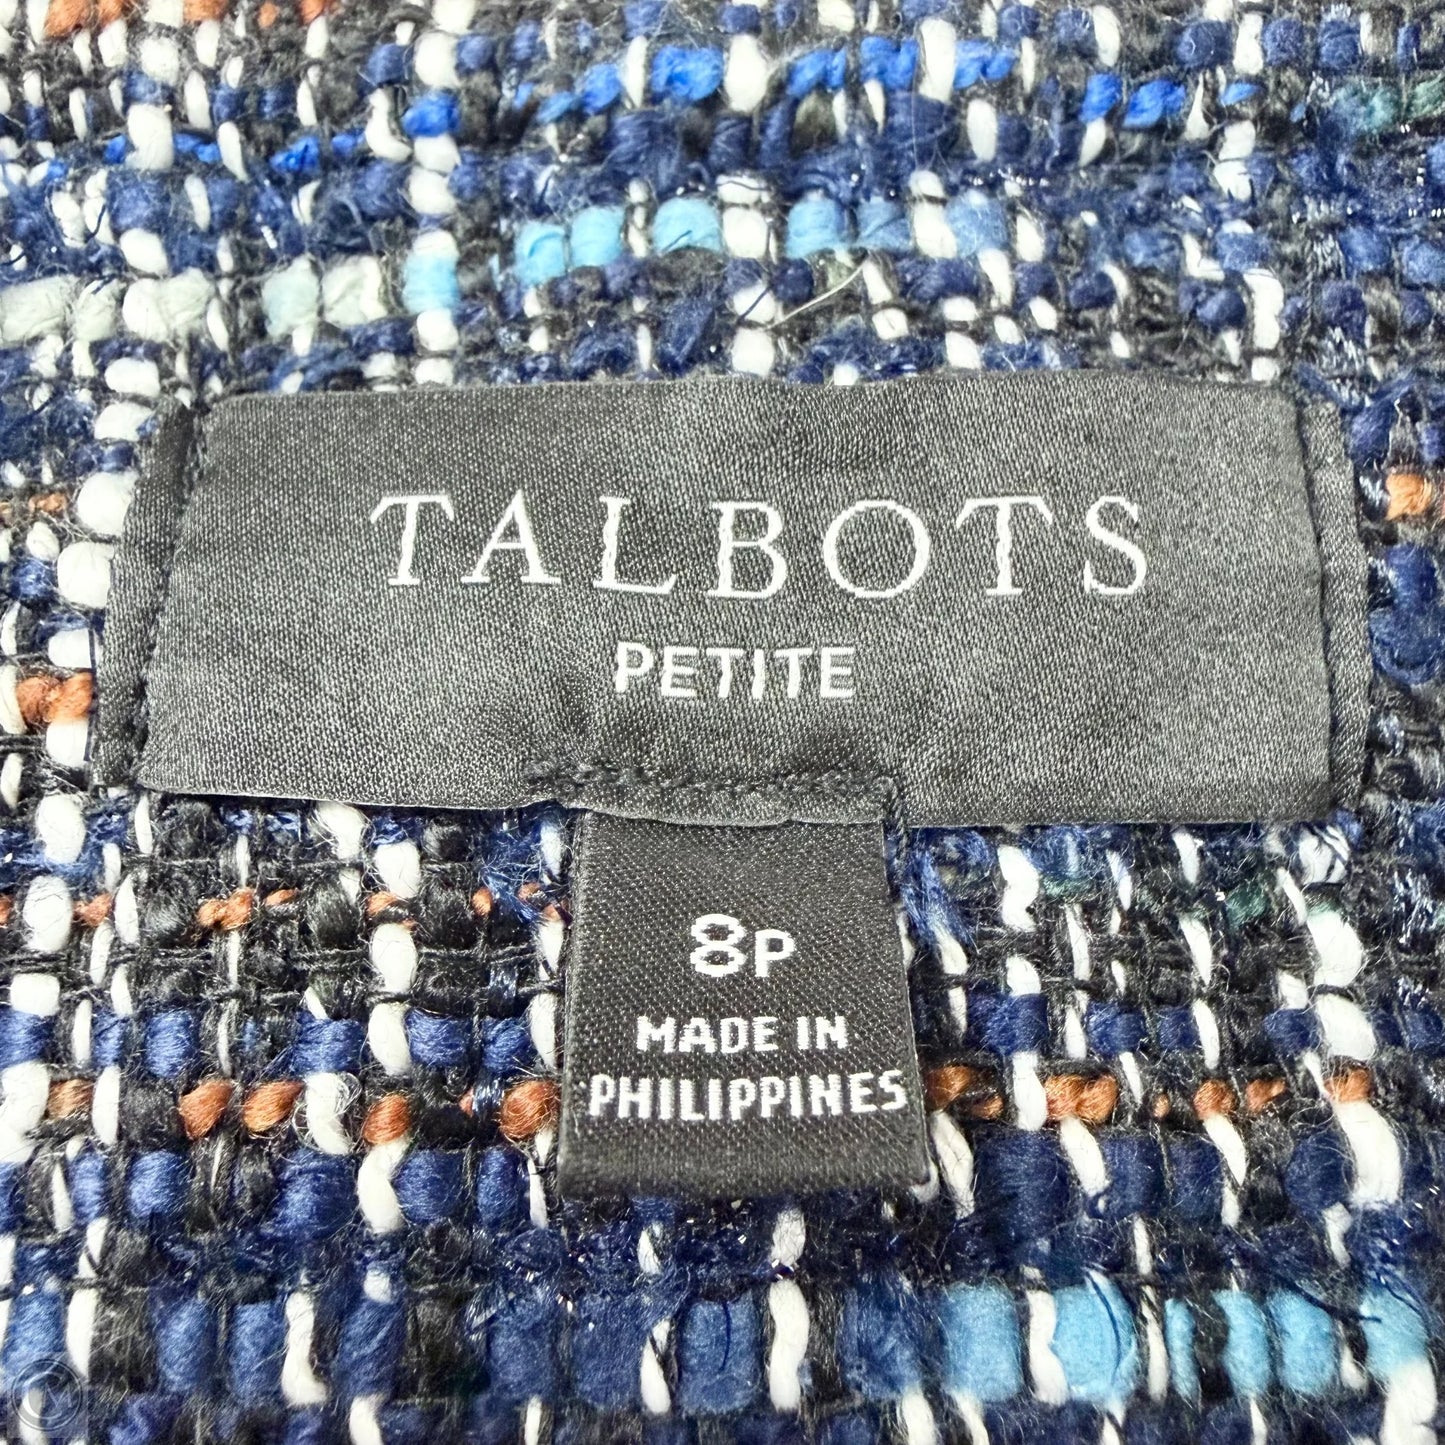 TALBOTS
PETITE
8P
MADE IN
PHILIPPINES